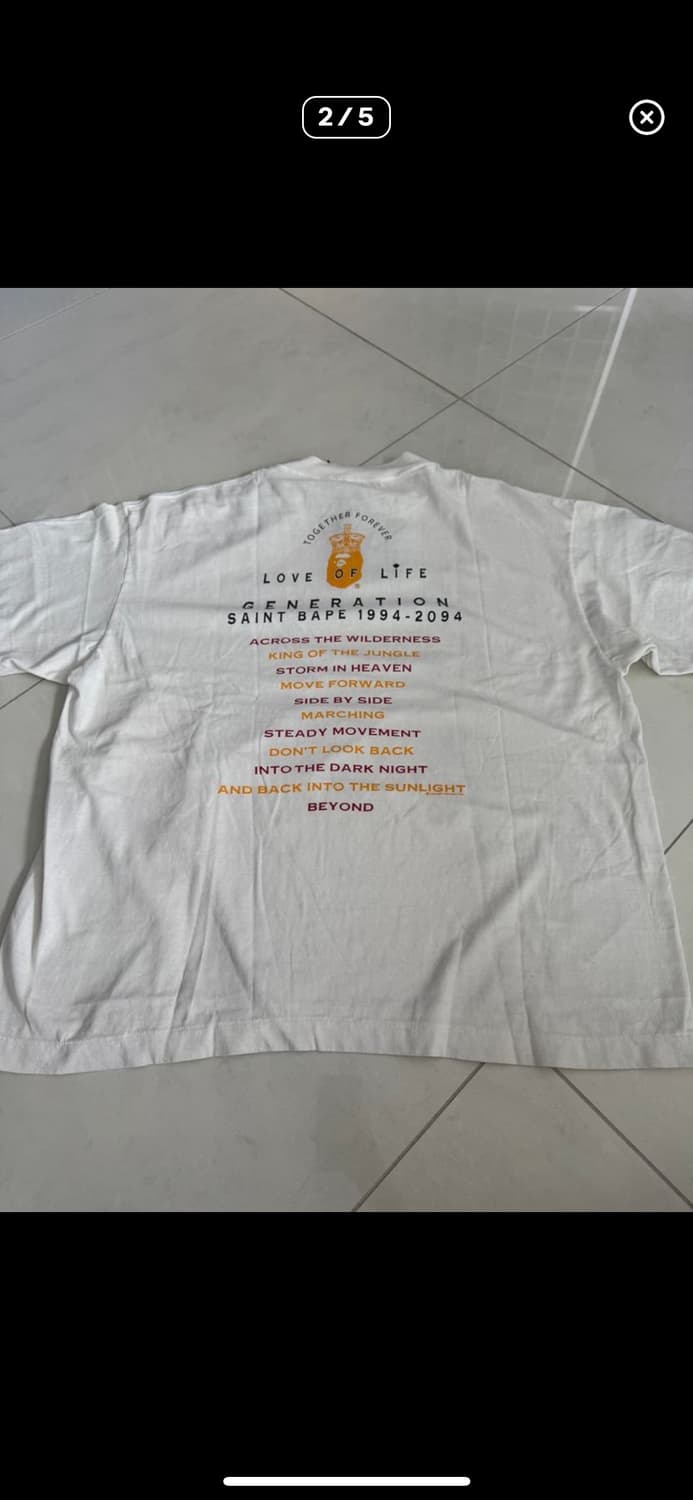 2/5
TOGETHER FOREVER
LOVE OF LIFE
GENERATION
SAINT BAPE 1994-2094
ACROSS THE WILDERNESS
KING OF THE JUNGLE
STORM IN HEAVEN
MOVE FORWARD
SIDE BY SIDE
MARCHING
STEADY MOVEMENT
DON'T LOOK BACK
INTO THE DARK NIGHT
AND BACK INTO THE SUNLIGHT
BEYOND